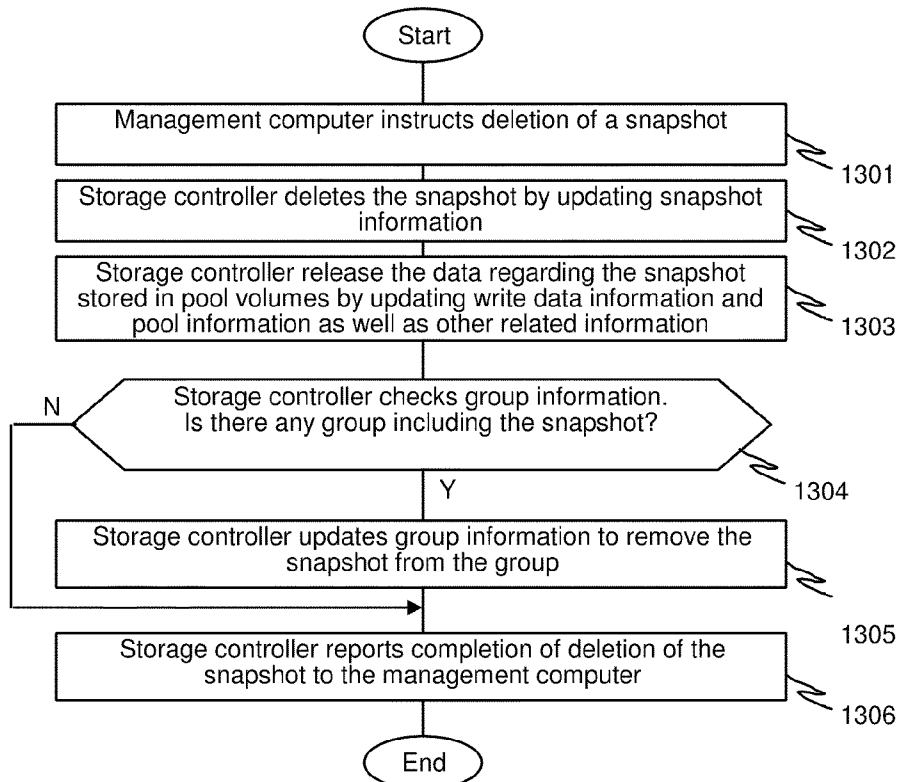 Start
Management computer instructs deletion of a snapshot
1301
Storage controller deletes the snapshot by updating snapshot
information
1302
Storage controller release the data regarding the snapshot
stored in pool volumes by updating write data information and
pool information as well as other related information
1303
Storage controller checks group information.
Is there any group including the snapshot?
N
1304
Y
Storage controller updates group information to remove the
snapshot from the group
1305
Storage controller reports completion of deletion of the
snapshot to the management computer
1306
End